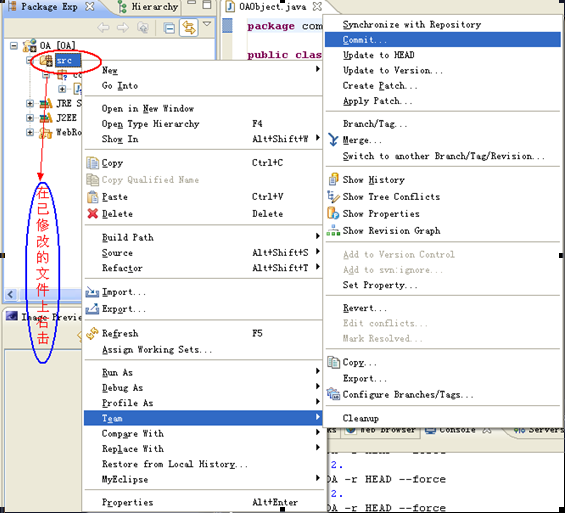 Package Exp
Hierarchy
OA [OA]
src
JRE S
J2EE
WebRo
在已修改的文件上右击
Image Previe
OAObject.java
package com
public clas
New
Go Into
Open in New Window
Open Type Hierarchy F4
Show In Alt+Shift+W
Copy Ctrl+C
Copy Qualified Name
Paste Ctrl+V
Delete Delete
Build Path
Source Alt+Shift+S
Refactor Alt+Shift+T
Import...
Export...
Refresh F5
Assign Working Sets...
Run As
Debug As
Profile As
Team
Compare With
Replace With
Restore from Local History...
MyEclipse
Properties Alt+Enter
Synchronize with Repository
Commit...
Update to HEAD
Update to Version...
Create Patch...
Apply Patch...
Branch/Tag...
Merge...
Switch to another Branch/Tag/Revision...
Show History
Show Tree Conflicts
Show Properties
Show Revision Graph
Add to Version Control
Add to svn:ignore...
Set Property...
Revert...
Edit conflicts...
Mark Resolved...
Copy...
Export...
Configure Branches/Tags...
Cleanup
Web Browser
Console
Servers
2.
OA -r HEAD --force
2.
OA -r HEAD --force